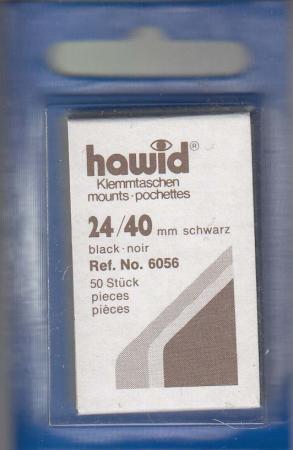 hawid®
Klemmtaschen
mounts-pochettes
24/40 mm schwarz
black-noir
Ref. No. 6056
50 Stück
pieces
pièces